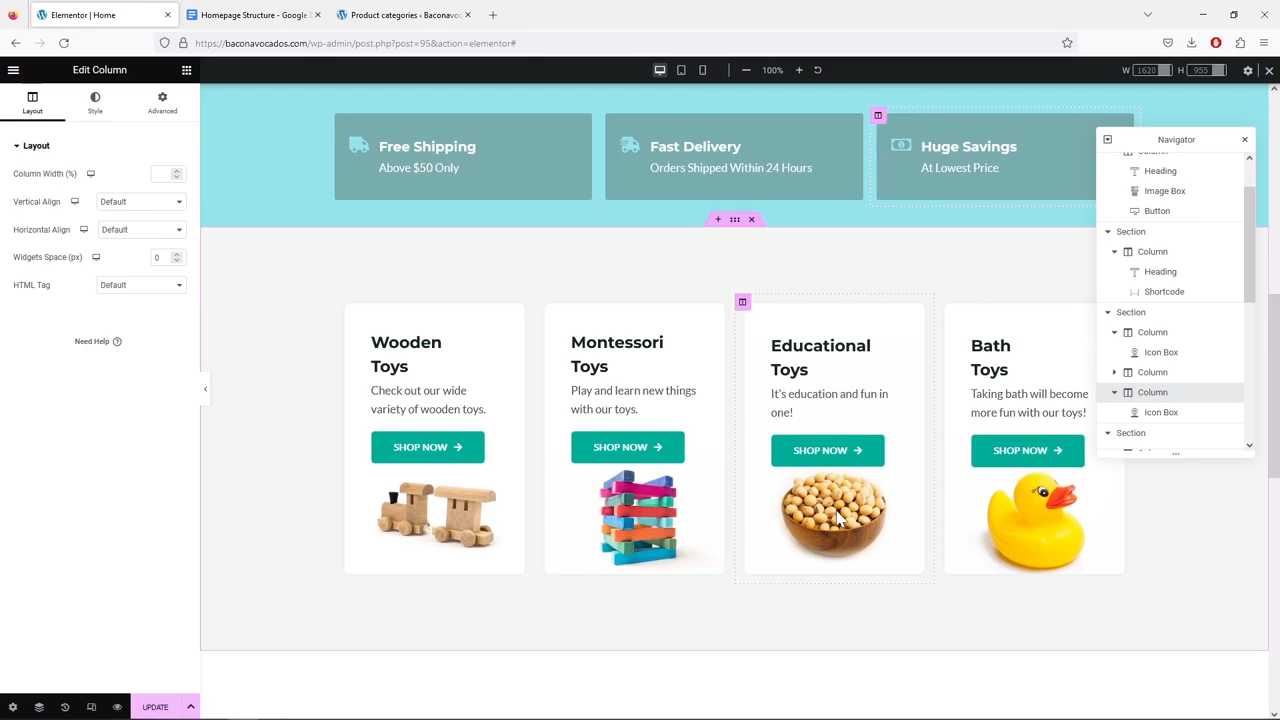 Elementor | Home
Homepage Structure - Google
Product categories ‹ Baconavoc
https://baconavocados.com/wp-admin/post.php?post=95&action=elementor#
Edit Column
100%
W 1620
H 955
Layout
Style
Advanced
Layout
Column Width (%)
Vertical Align
Default
Horizontal Align
Default
Widgets Space (px)
0
HTML Tag
Default
Need Help
UPDATE
Free Shipping
Above $50 Only
Fast Delivery
Orders Shipped Within 24 Hours
Huge Savings
At Lowest Price
Wooden
Toys
Check out our wide
variety of wooden toys.
SHOP NOW →
Montessori
Toys
Play and learn new things
with our toys.
SHOP NOW →
Educational
Toys
It's education and fun in
one!
SHOP NOW →
Bath
Toys
Taking bath will become
more fun with our toys!
SHOP NOW →
Navigator
Column
Heading
Image Box
Button
Section
Column
Heading
Shortcode
Section
Column
Icon Box
Column
Column
Icon Box
Section